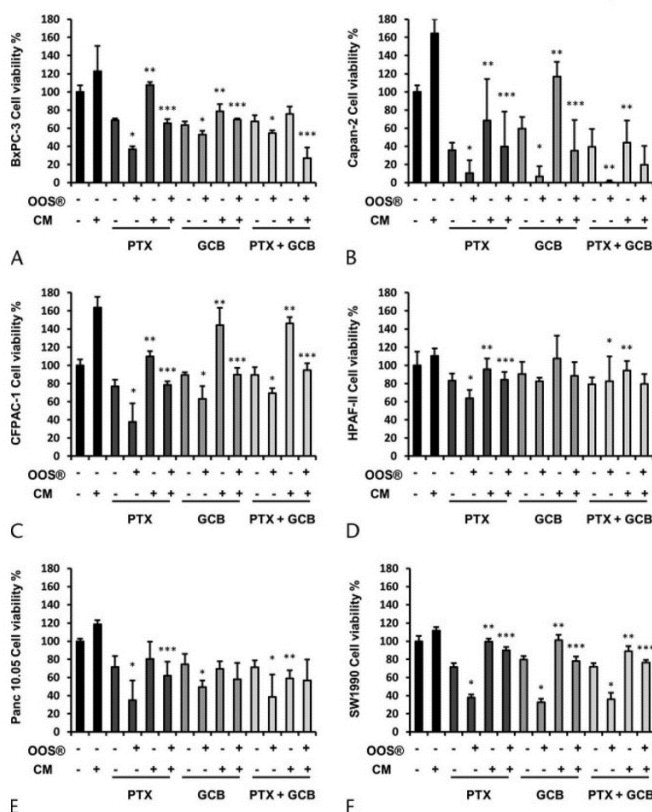 BxPC-3 Cell viability %
180
160
140
120
100
80
60
40
20
0
* ** *** * ** *** * ***
OOS® - - - + - + - + - + - + - +
CM - + - - + + - - + + - - + +
PTX GCB PTX + GCB
A
Capan-2 Cell viability %
180
160
140
120
100
80
60
40
20
0
* ** *** * ** *** ** **
OOS® - - - + - + - + - + - + - +
CM - + - - + + - - + + - - + +
PTX GCB PTX + GCB
B
CFPAC-1 Cell viability %
180
160
140
120
100
80
60
40
20
0
* ** *** * ** *** * ** ***
OOS® - - - + - + - + - + - + - +
CM - + - - + + - - + + - - + +
PTX GCB PTX + GCB
C
HPAF-II Cell viability %
180
160
140
120
100
80
60
40
20
0
* ** *** * **
OOS® - - - + - + - + - + - + - +
CM - + - - + + - - + + - - + +
PTX GCB PTX + GCB
D
Panc 10.05 Cell viability %
180
160
140
120
100
80
60
40
20
0
* *** * * **
OOS® - - - + - + - + - + - + - +
CM - + - - + + - - + + - - + +
PTX GCB PTX + GCB
E
SW1990 Cell viability %
180
160
140
120
100
80
60
40
20
0
* ** *** * ** *** * ** ***
OOS® - - - + - + - + - + - + - +
CM - + - - + + - - + + - - + +
PTX GCB PTX + GCB
F